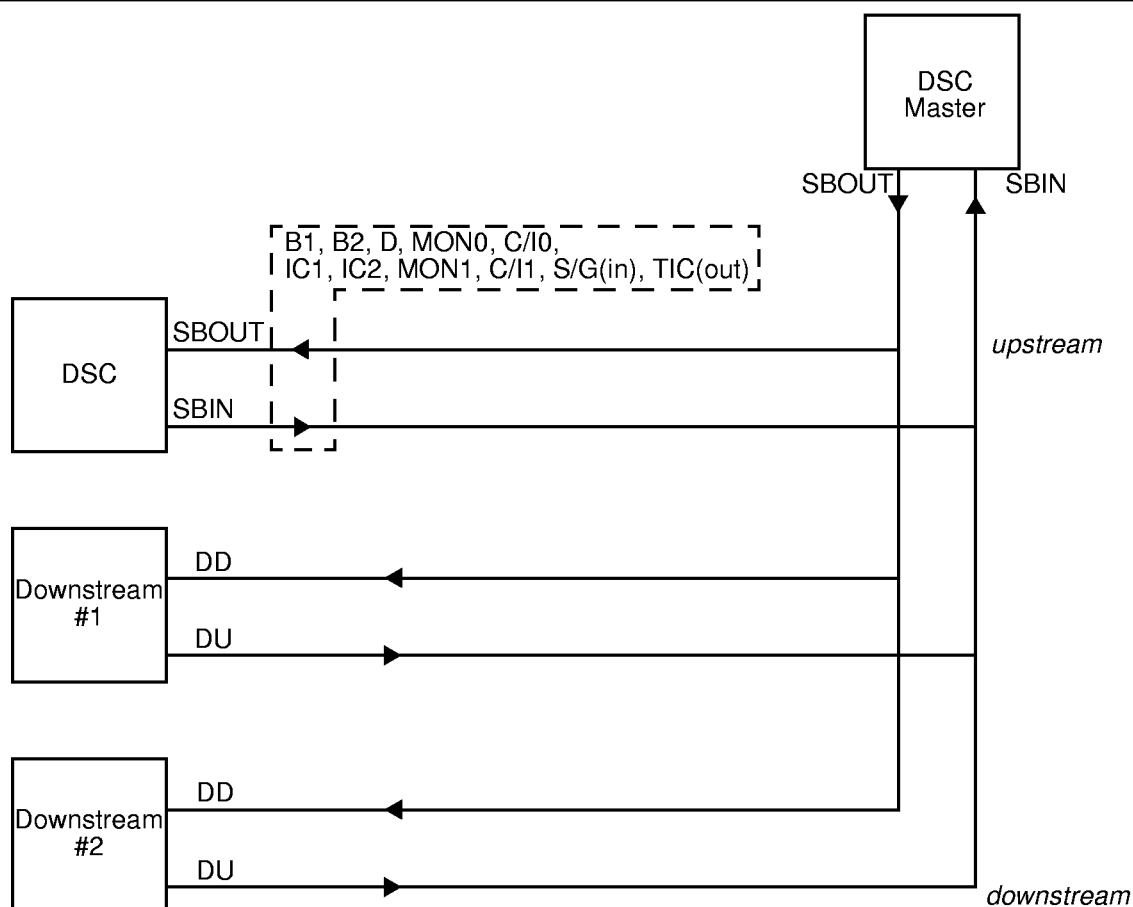 DSC
Master
SBOUT
SBIN
B1, B2, D, MON0, C/I0,
IC1, IC2, MON1, C/I1, S/G(in), TIC(out)
SBOUT
upstream
DSC
SBIN
DD
Downstream
#1
DU
DD
Downstream
#2
DU
downstream